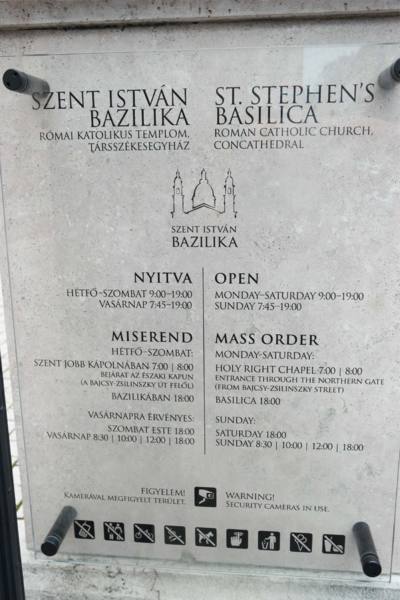 SZENT ISTVÁN
BAZILIKA
RÓMAI KATOLIKUS TEMPLOM,
TÁRSSZÉKESEGYHÁZ
ST. STEPHEN'S
BASILICA
ROMAN CATHOLIC CHURCH,
CONCATHEDRAL
SZENT ISTVÁN
BAZILIKA
NYITVA
HÉTFŐ–SZOMBAT 9:00–19:00
VASÁRNAP 7:45–19:00
OPEN
MONDAY–SATURDAY 9:00–19:00
SUNDAY 7:45–19:00
MISEREND
HÉTFŐ–SZOMBAT:
SZENT JOBB KÁPOLNÁBAN 7:00 | 8:00
BEJÁRAT AZ ÉSZAKI KAPUN
(A BAJCSY-ZSILINSZKY ÚT FELŐL)
BAZILIKÁBAN 18:00
VASÁRNAPRA ÉRVÉNYES:
SZOMBAT ESTE 18:00
VASÁRNAP 8:30 | 10:00 | 12:00 | 18:00
MASS ORDER
MONDAY-SATURDAY:
HOLY RIGHT CHAPEL 7:00 | 8:00
ENTRANCE THROUGH THE NORTHERN GATE
(FROM BAJCSY-ZSILINSZKY STREET)
BASILICA 18:00
SUNDAY:
SATURDAY 18:00
SUNDAY 8:30 | 10:00 | 12:00 | 18:00
FIGYELEM!
KAMERÁVAL MEGFIGYELT TERÜLET.
WARNING!
SECURITY CAMERAS IN USE.